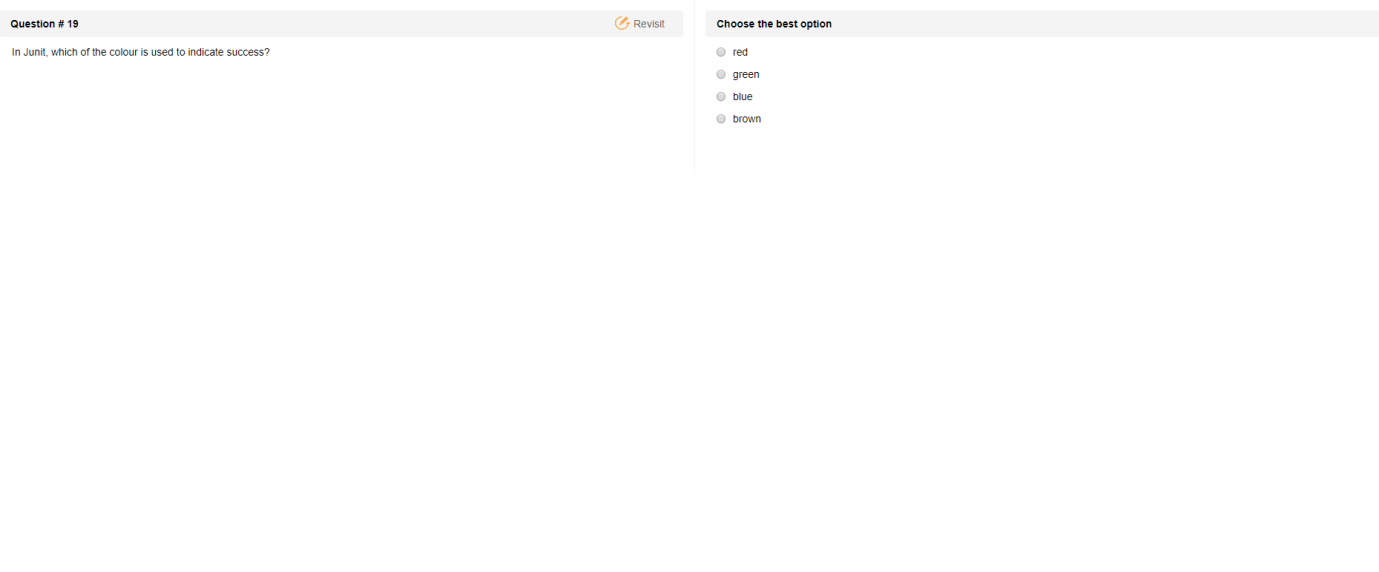 Question # 19
Revisit
In Junit, which of the colour is used to indicate success?
Choose the best option
red
green
blue
brown